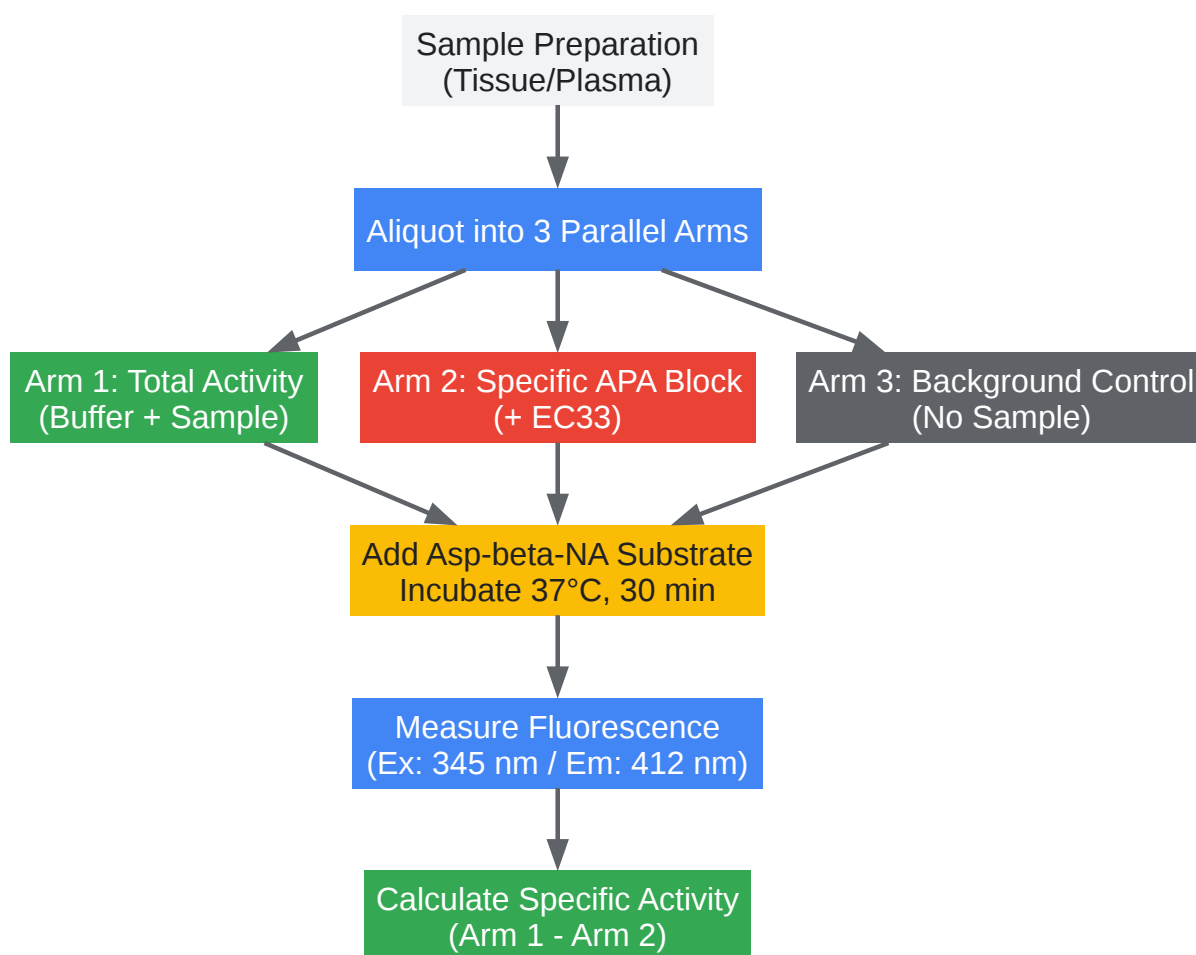 Sample Preparation
(Tissue/Plasma)
Aliquot into 3 Parallel Arms
Arm 1: Total Activity
(Buffer + Sample)
Arm 2: Specific APA Block
(+ EC33)
Arm 3: Background Control
(No Sample)
Add Asp-beta-NA Substrate
Incubate 37°C, 30 min
Measure Fluorescence
(Ex: 345 nm / Em: 412 nm)
Calculate Specific Activity
(Arm 1 - Arm 2)